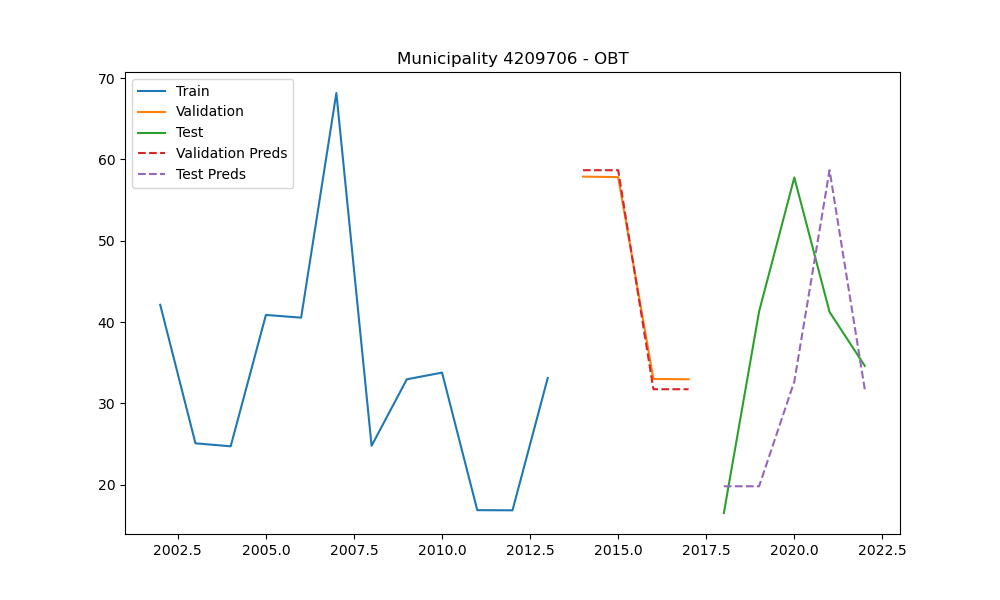 Municipality 4209706 - OBT
Train
Validation
Test
Validation Preds
Test Preds
70
60
50
40
30
20
2002.5 2005.0 2007.5 2010.0 2012.5 2015.0 2017.5 2020.0 2022.5